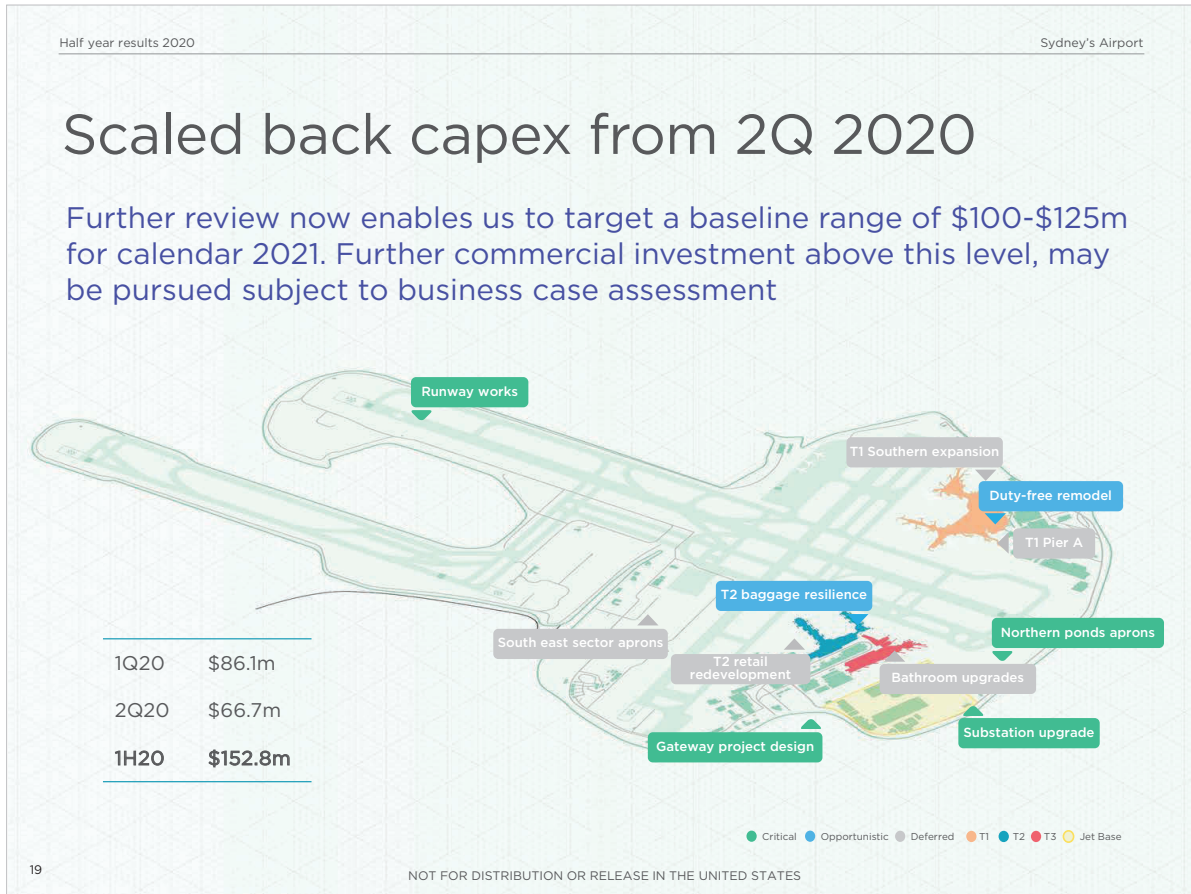 Half year results 2020
Sydney's Airport
Scaled back capex from 2Q 2020
Further review now enables us to target a baseline range of $100-$125m
for calendar 2021. Further commercial investment above this level, may
be pursued subject to business case assessment
Runway works
T1 Southern expansion
Duty-free remodel
T1 Pier A
T2 baggage resilience
South east sector aprons
Northern ponds aprons
T2 retail
redevelopment
Bathroom upgrades
Substation upgrade
Gateway project design
1Q20 $86.1m
2Q20 $66.7m
1H20 $152.8m
Critical Opportunistic Deferred T1 T2 T3 Jet Base
19
NOT FOR DISTRIBUTION OR RELEASE IN THE UNITED STATES